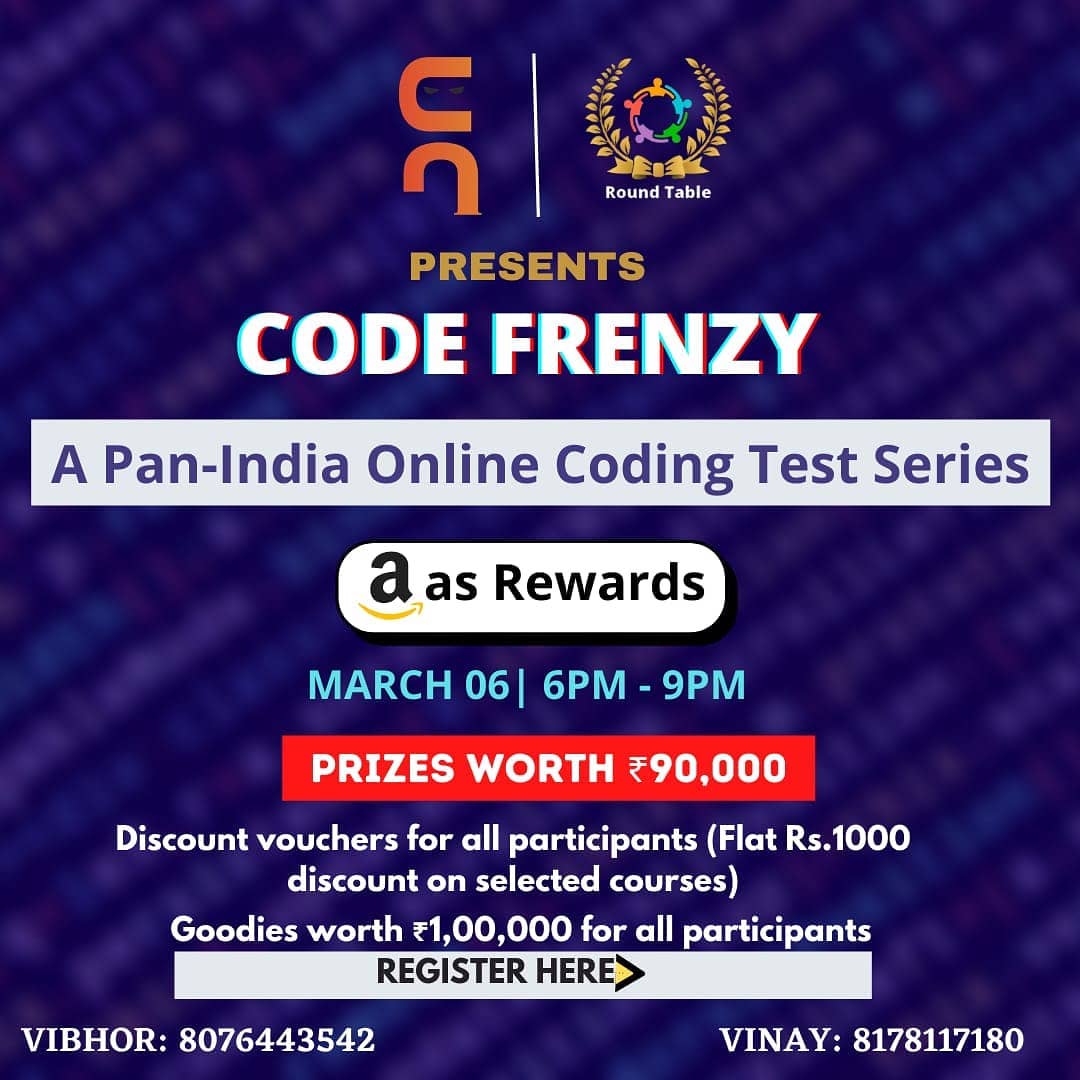 cn
Round Table
PRESENTS
CODE FRENZY
A Pan-India Online Coding Test Series
a as Rewards
MARCH 06| 6PM - 9PM
PRIZES WORTH ₹90,000
Discount vouchers for all participants (Flat Rs.1000
discount on selected courses)
Goodies worth ₹1,00,000 for all participants
REGISTER HERE
VIBHOR: 8076443542
VINAY: 8178117180